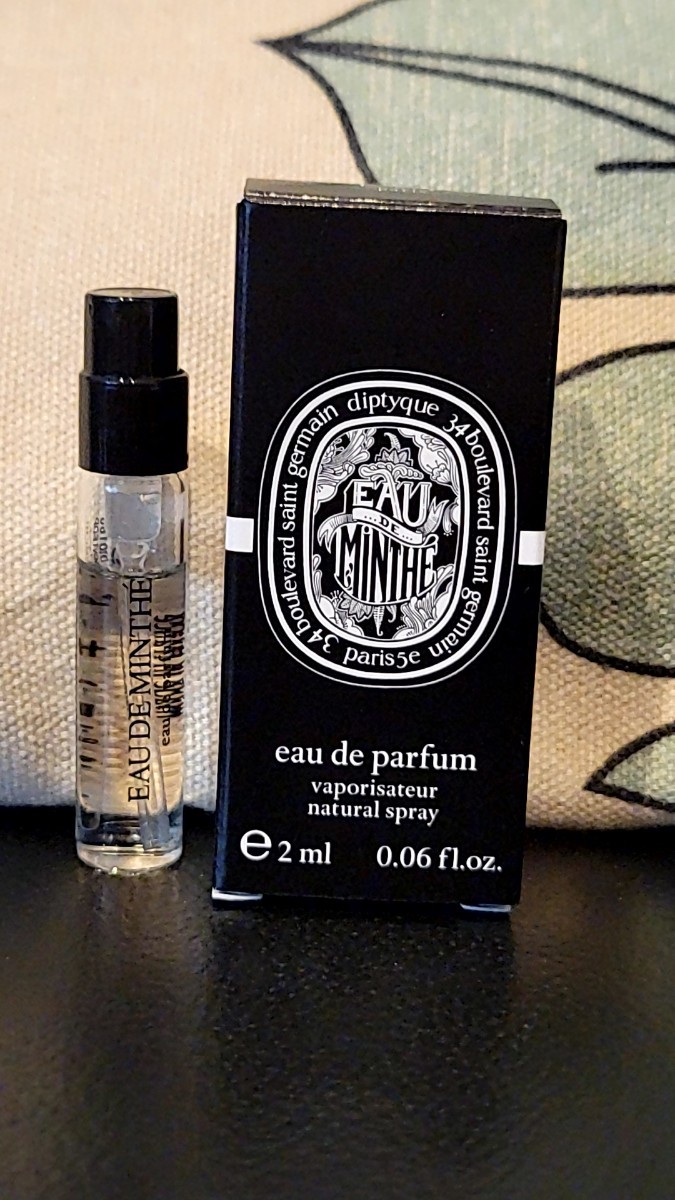 34 boulevard saint germain diptyque 34 boulevard saint germain paris 5e
EAU
DE
MINTHÉ
eau de parfum
vaporisateur
natural spray
e 2 ml 0.06 fl.oz.
EAU DE MINTHÉ